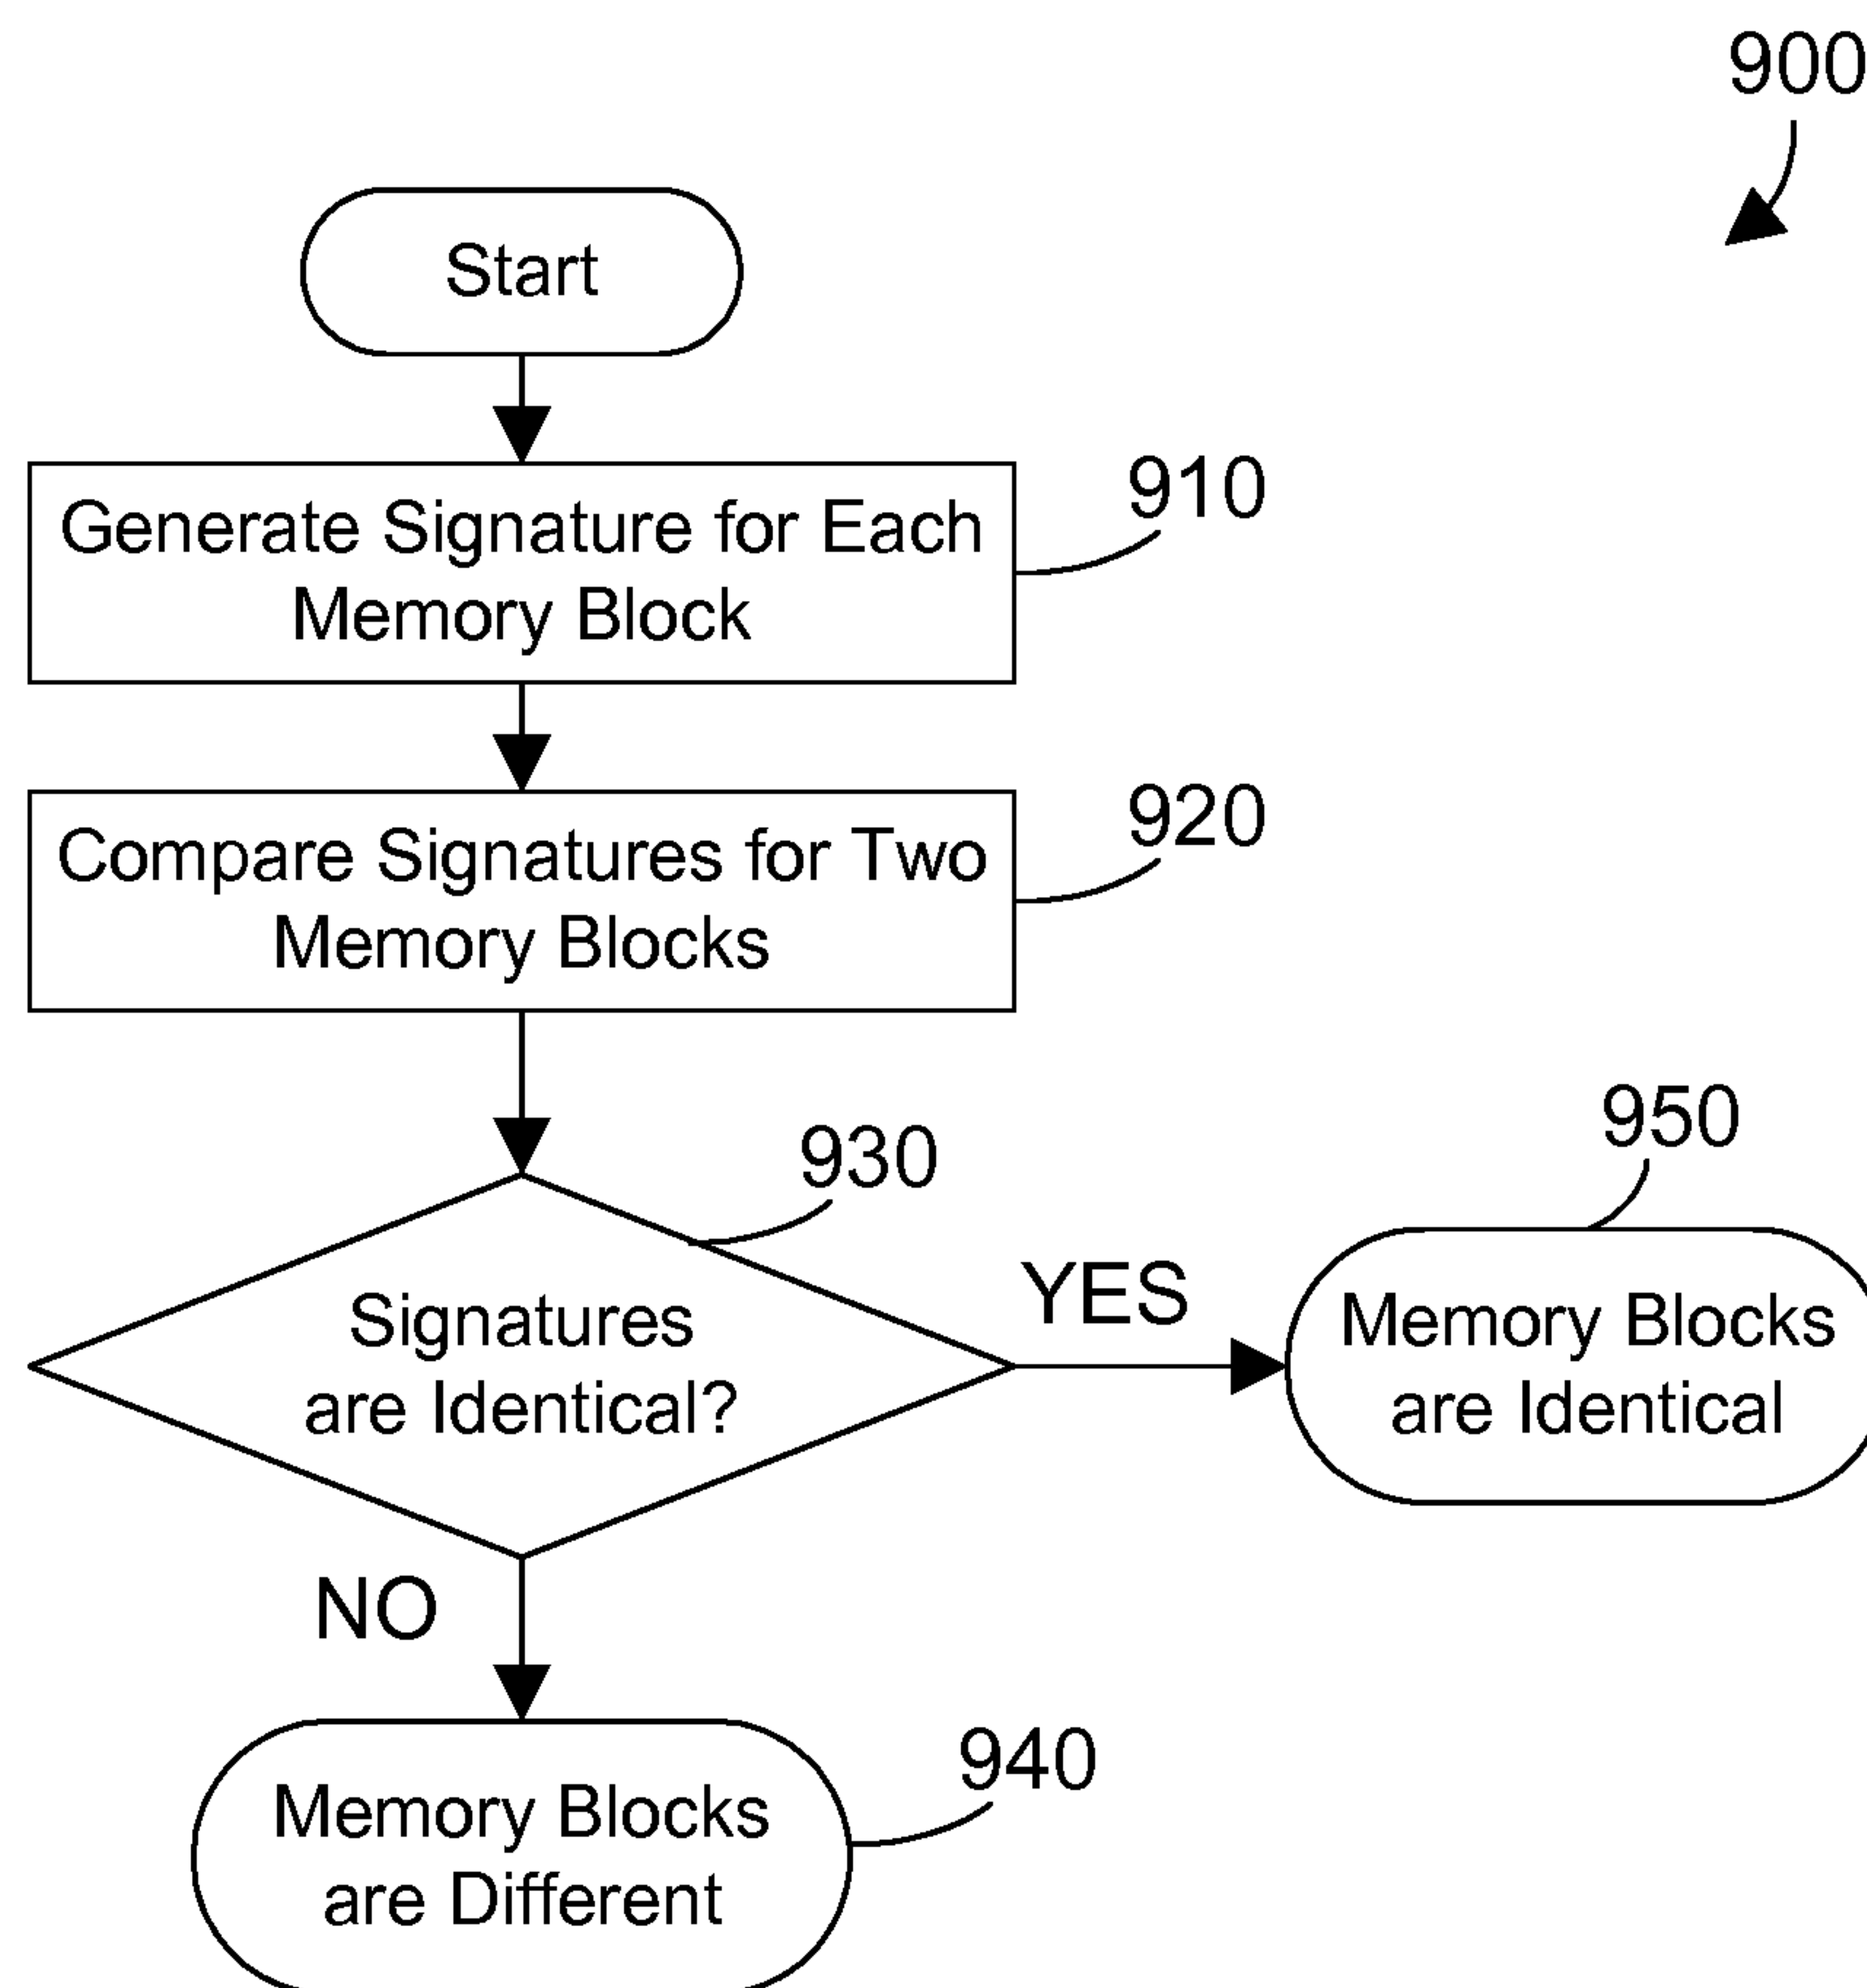 900
Start
Generate Signature for Each
Memory Block
910
Compare Signatures for Two
Memory Blocks
920
930
Signatures
are Identical?
YES
950
Memory Blocks
are Identical
NO
940
Memory Blocks
are Different